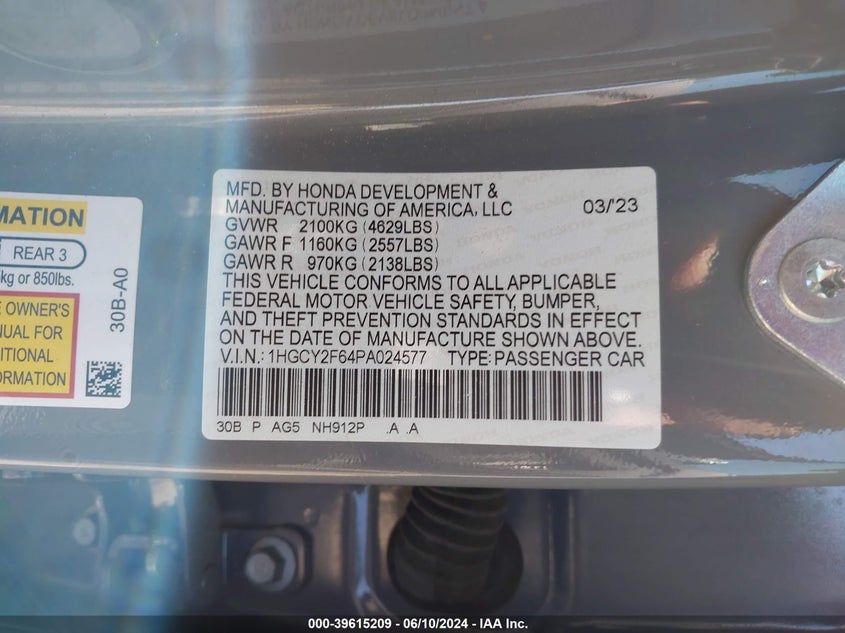 MATION
REAR 3
kg or 850lbs.
OWNER'S
FOR
30B-A0
MFD. BY HONDA DEVELOPMENT &
MANUFACTURING OF AMERICA, LLC 03/'23
GVWR 2100KG (4629LBS)
GAWR F 1160KG (2557LBS)
GAWR R 970KG (2138LBS)
THIS VEHICLE CONFORMS TO ALL APPLICABLE
FEDERAL MOTOR VEHICLE SAFETY, BUMPER,
AND THEFT PREVENTION STANDARDS IN EFFECT
ON THE DATE OF MANUFACTURE SHOWN ABOVE.
V.I.N.: 1HGCY2F64PA024577 TYPE: PASSENGER CAR
30B P AG5 NH912P .A .A
000-39615209 - 06/10/2024 - IAA Inc.